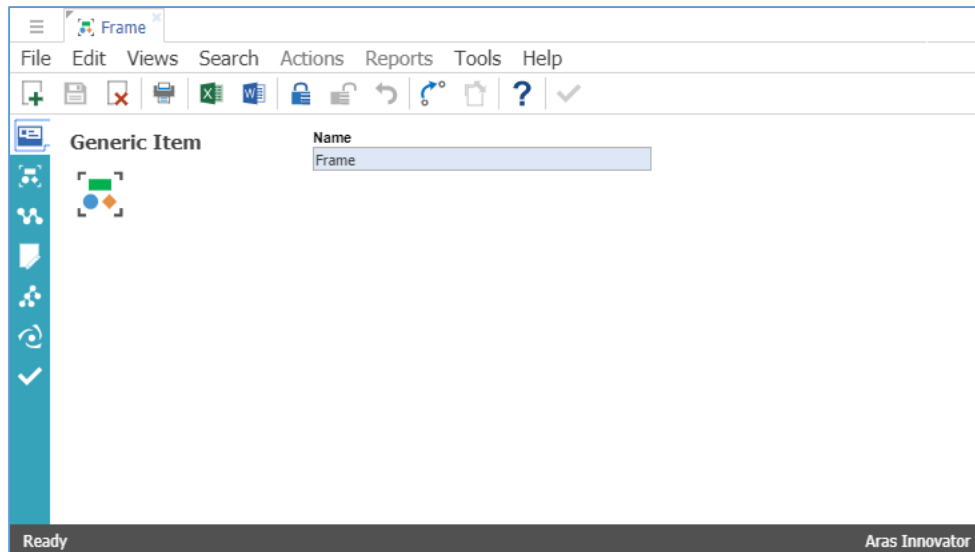 Frame
File Edit Views Search Actions Reports Tools Help
Generic Item
Name
Frame
Ready
Aras Innovator